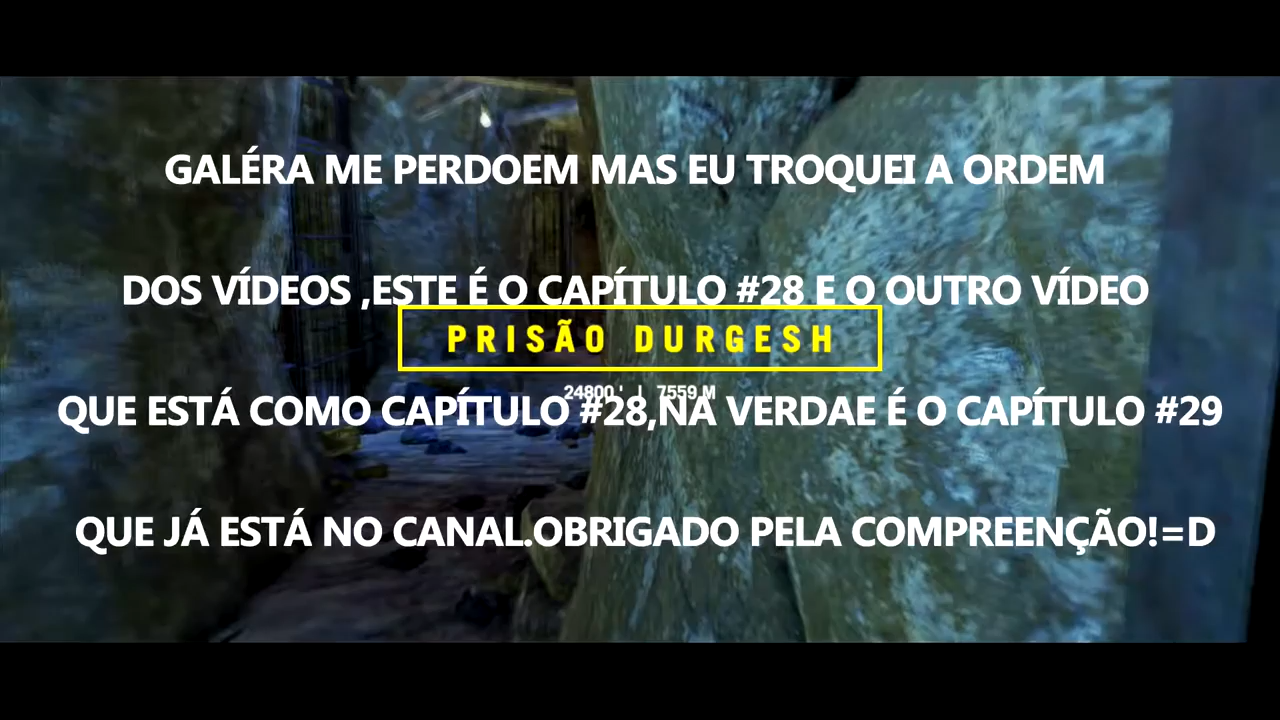 GALÉRA ME PERDOEM MAS EU TROQUEI A ORDEM
DOS VÍDEOS ,ESTE É O CAPÍTULO #28 E O OUTRO VÍDEO
PRISÃO DURGESH
24800 ' | 7559 M
QUE ESTÁ COMO CAPÍTULO #28,NA VERDAE É O CAPÍTULO #29
QUE JÁ ESTÁ NO CANAL.OBRIGADO PELA COMPREENÇÃO!=D